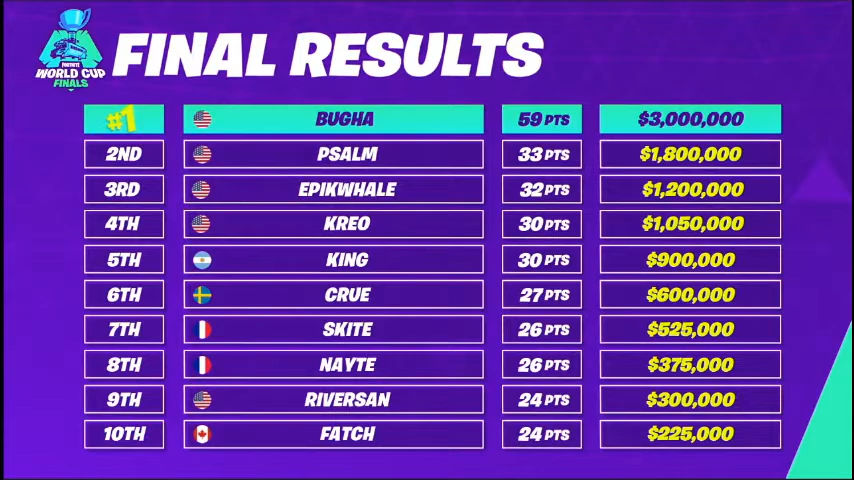 FORTNITE
WORLD CUP
FINALS
FINAL RESULTS
#1 BUGHA 59 PTS $3,000,000
2ND PSALM 33 PTS $1,800,000
3RD EPIKWHALE 32 PTS $1,200,000
4TH KREO 30 PTS $1,050,000
5TH KING 30 PTS $900,000
6TH CRUE 27 PTS $600,000
7TH SKITE 26 PTS $525,000
8TH NAYTE 26 PTS $375,000
9TH RIVERSAN 24 PTS $300,000
10TH FATCH 24 PTS $225,000